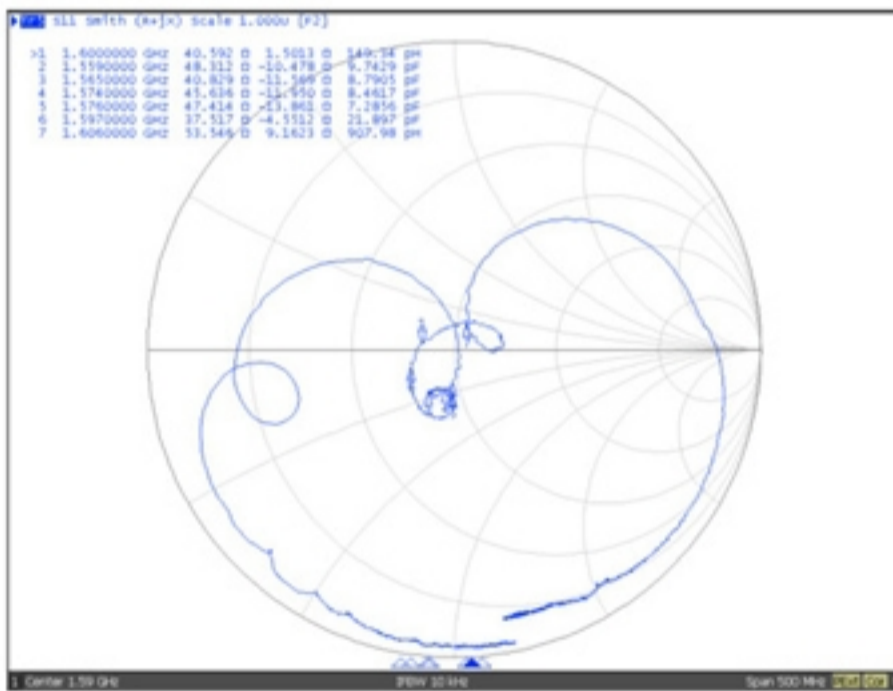 S11 Smith (R+jX) Scale 1.000U [F2]
>1 1.6000000 GHz 40.592 Ω 1.5013 Ω 149.34 pH
2 1.5590000 GHz 48.312 Ω -10.478 Ω 9.7429 pF
3 1.5650000 GHz 40.829 Ω -11.568 Ω 8.7905 pF
4 1.5740000 GHz 45.636 Ω -11.950 Ω 8.4617 pF
5 1.5760000 GHz 47.414 Ω -13.861 Ω 7.2856 pF
6 1.5970000 GHz 37.517 Ω -4.5512 Ω 21.897 pF
7 1.6060000 GHz 53.546 Ω 9.1623 Ω 907.98 pH
1 Center 1.59 GHz IFBW 10 kHz Span 500 MHz